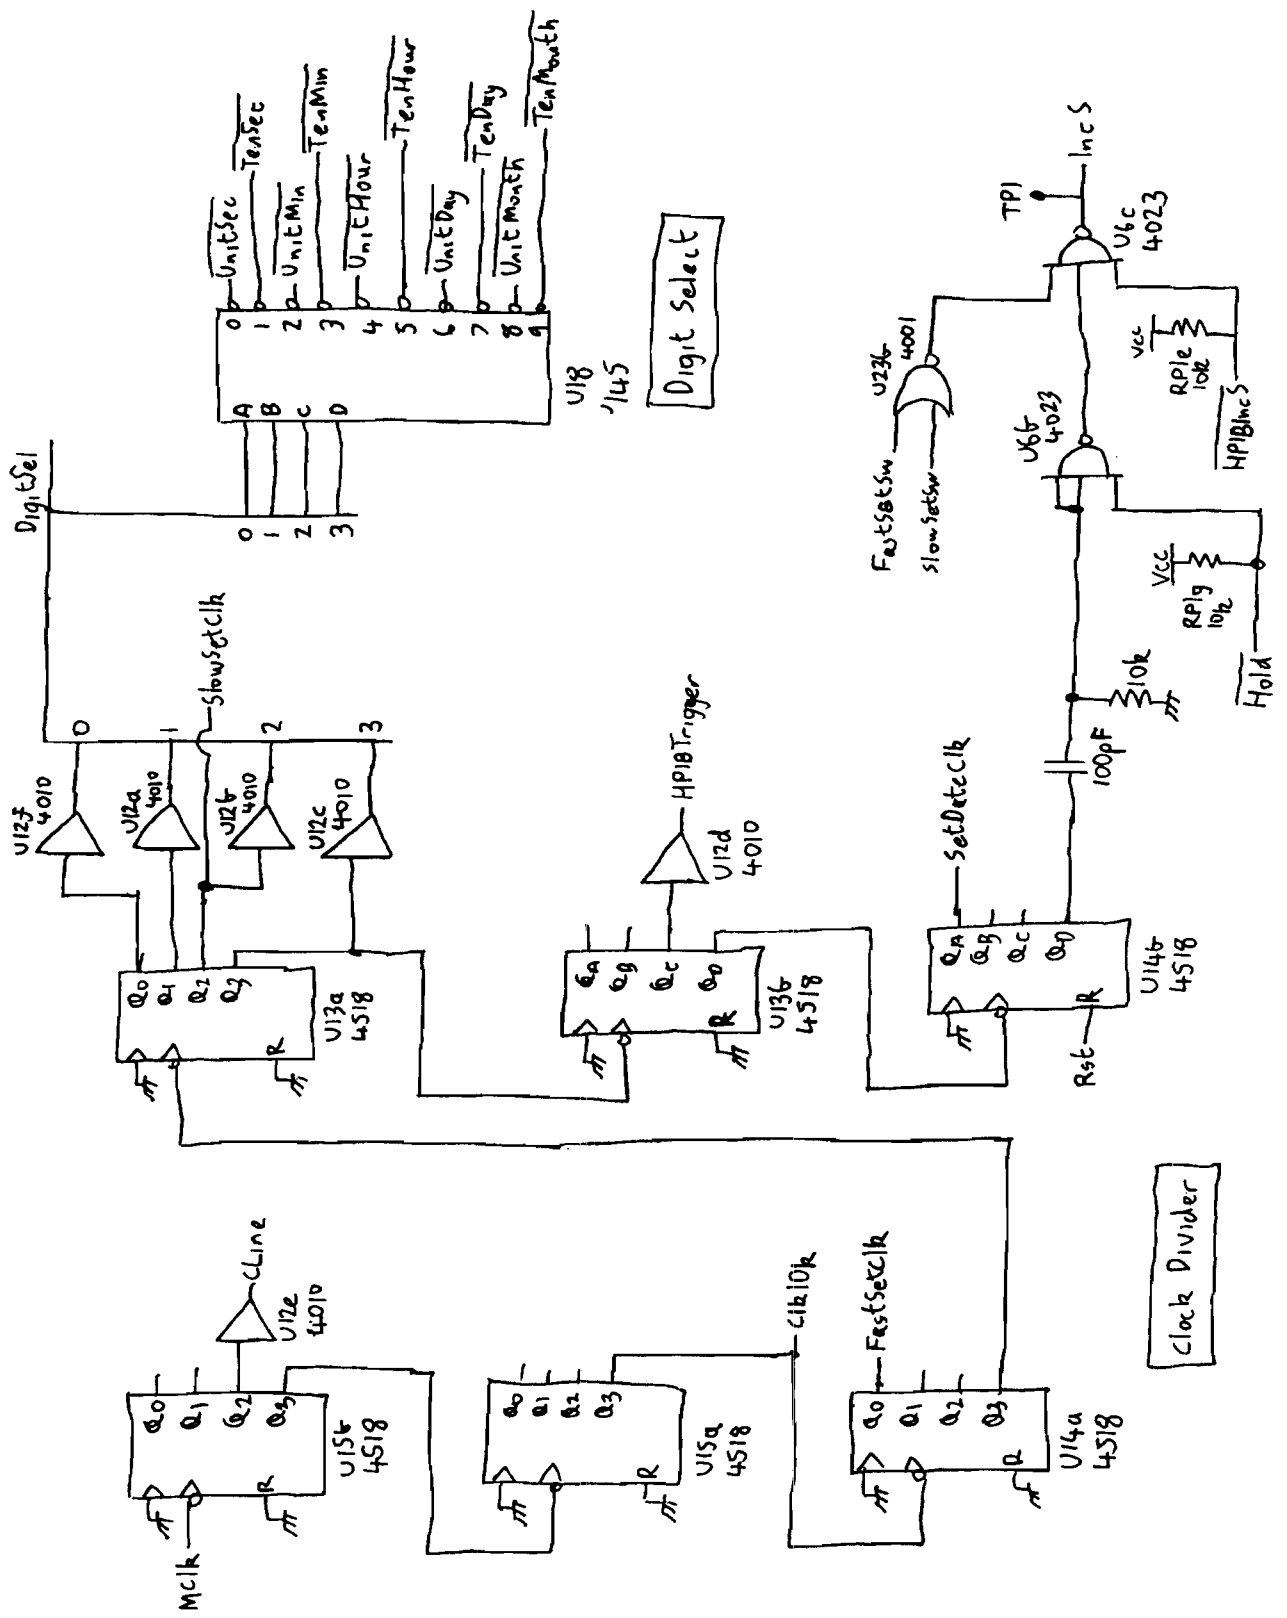 MClk
Q0
Q1
Q2
Q3
R
U15b
4518
U12e
4010
CLine
Q0
Q1
Q2
Q3
R
U15a
4518
Clk10k
Q0
Q1
Q2
Q3
R
U14a
4518
FastSetClk
Clock Divider
Q0
Q1
Q2
Q3
R
U13a
4518
U12f
4010
U12a
4010
U12b
4010
U12c
4010
0
1
2
3
SlowSetClk
DigitSel
QA
QB
QC
QD
R
U13b
4518
U12d
4010
HPIBTrigger
QA
QB
QC
QD
R
Rst
U14b
4518
SetDateClk
100pF
10k
Hold
Vcc
RP1g
10k
U6b
4023
FastSetSw
SlowSetSw
U23b
4001
HPIBIncS
Vcc
RP1e
10k
U6c
4023
TP1
IncS
0
1
2
3
A
B
C
D
0
1
2
3
4
5
6
7
8
9
U18
'145
UnitSec
TenSec
UnitMin
TenMin
UnitHour
TenHour
UnitDay
TenDay
UnitMonth
TenMonth
Digit Select